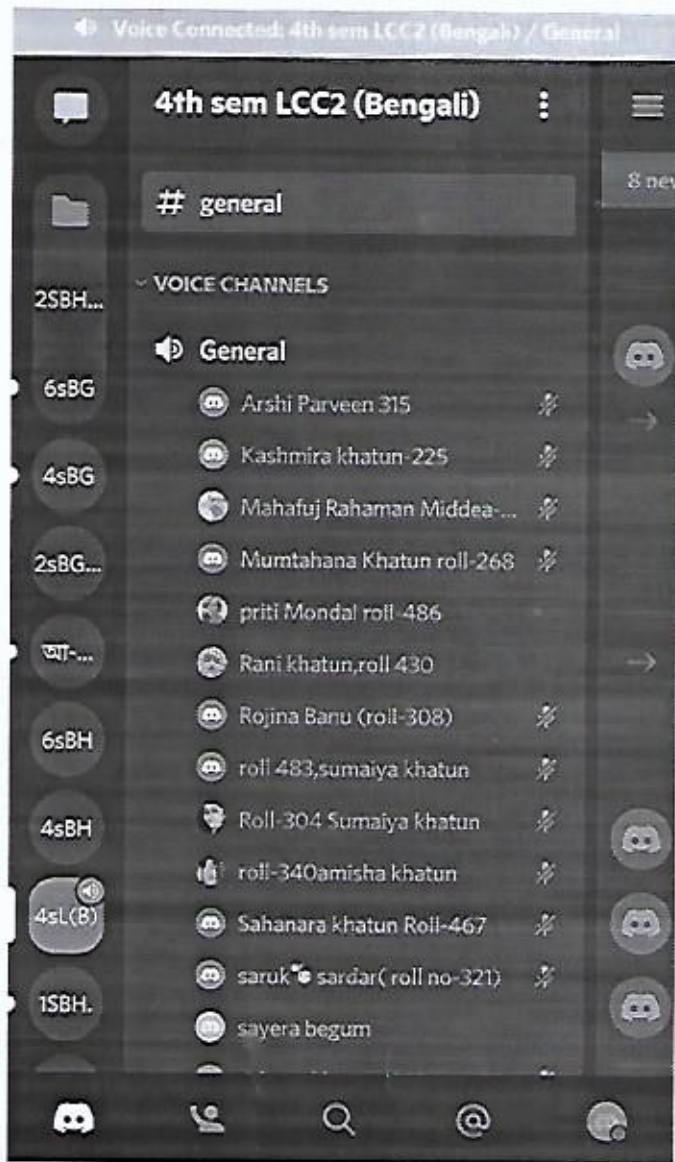 Voice Connected: 4th sem LCC2 (Bengali) / General
4th sem LCC2 (Bengali)
8 new
# general
VOICE CHANNELS
2SBH...
General
6sBG
Arshi Parveen 315
Kashmira khatun-225
4sBG
Mahafuj Rahaman Middea-...
2sBG...
Mumtahana Khatun roll-268
priti Mondal roll-486
আ-...
Rani khatun,roll 430
6sBH
Rojina Banu (roll-308)
roll 483,sumaiya khatun
4sBH
Roll-304 Sumaiya khatun
roll-340amisha khatun
4sL(B)
Sahanara khatun Roll-467
saruk sardar( roll no-321)
1SBH.
sayera begum